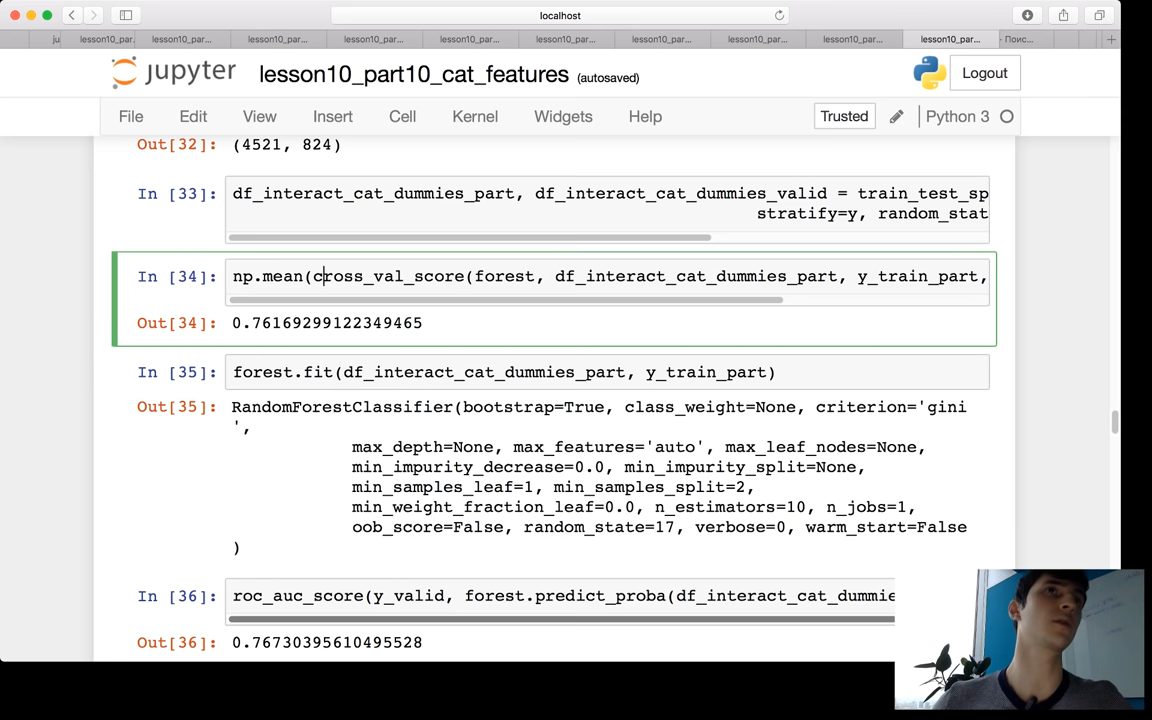 localhost
ju
lesson10_par...
lesson10_par...
lesson10_par...
lesson10_par...
lesson10_par...
lesson10_par...
lesson10_par...
lesson10_par...
lesson10_par...
lesson10_par...
Поис...
jupyter lesson10_part10_cat_features (autosaved)
Logout
File Edit View Insert Cell Kernel Widgets Help
Trusted
Python 3
Out[32]: (4521, 824)
In [33]: df_interact_cat_dummies_part, df_interact_cat_dummies_valid = train_test_sp
stratify=y, random_stat
In [34]: np.mean(cross_val_score(forest, df_interact_cat_dummies_part, y_train_part,
Out[34]: 0.76169299122349465
In [35]: forest.fit(df_interact_cat_dummies_part, y_train_part)
Out[35]: RandomForestClassifier(bootstrap=True, class_weight=None, criterion='gini
',
max_depth=None, max_features='auto', max_leaf_nodes=None,
min_impurity_decrease=0.0, min_impurity_split=None,
min_samples_leaf=1, min_samples_split=2,
min_weight_fraction_leaf=0.0, n_estimators=10, n_jobs=1,
oob_score=False, random_state=17, verbose=0, warm_start=False
)
In [36]: roc_auc_score(y_valid, forest.predict_proba(df_interact_cat_dummie
Out[36]: 0.76730395610495528